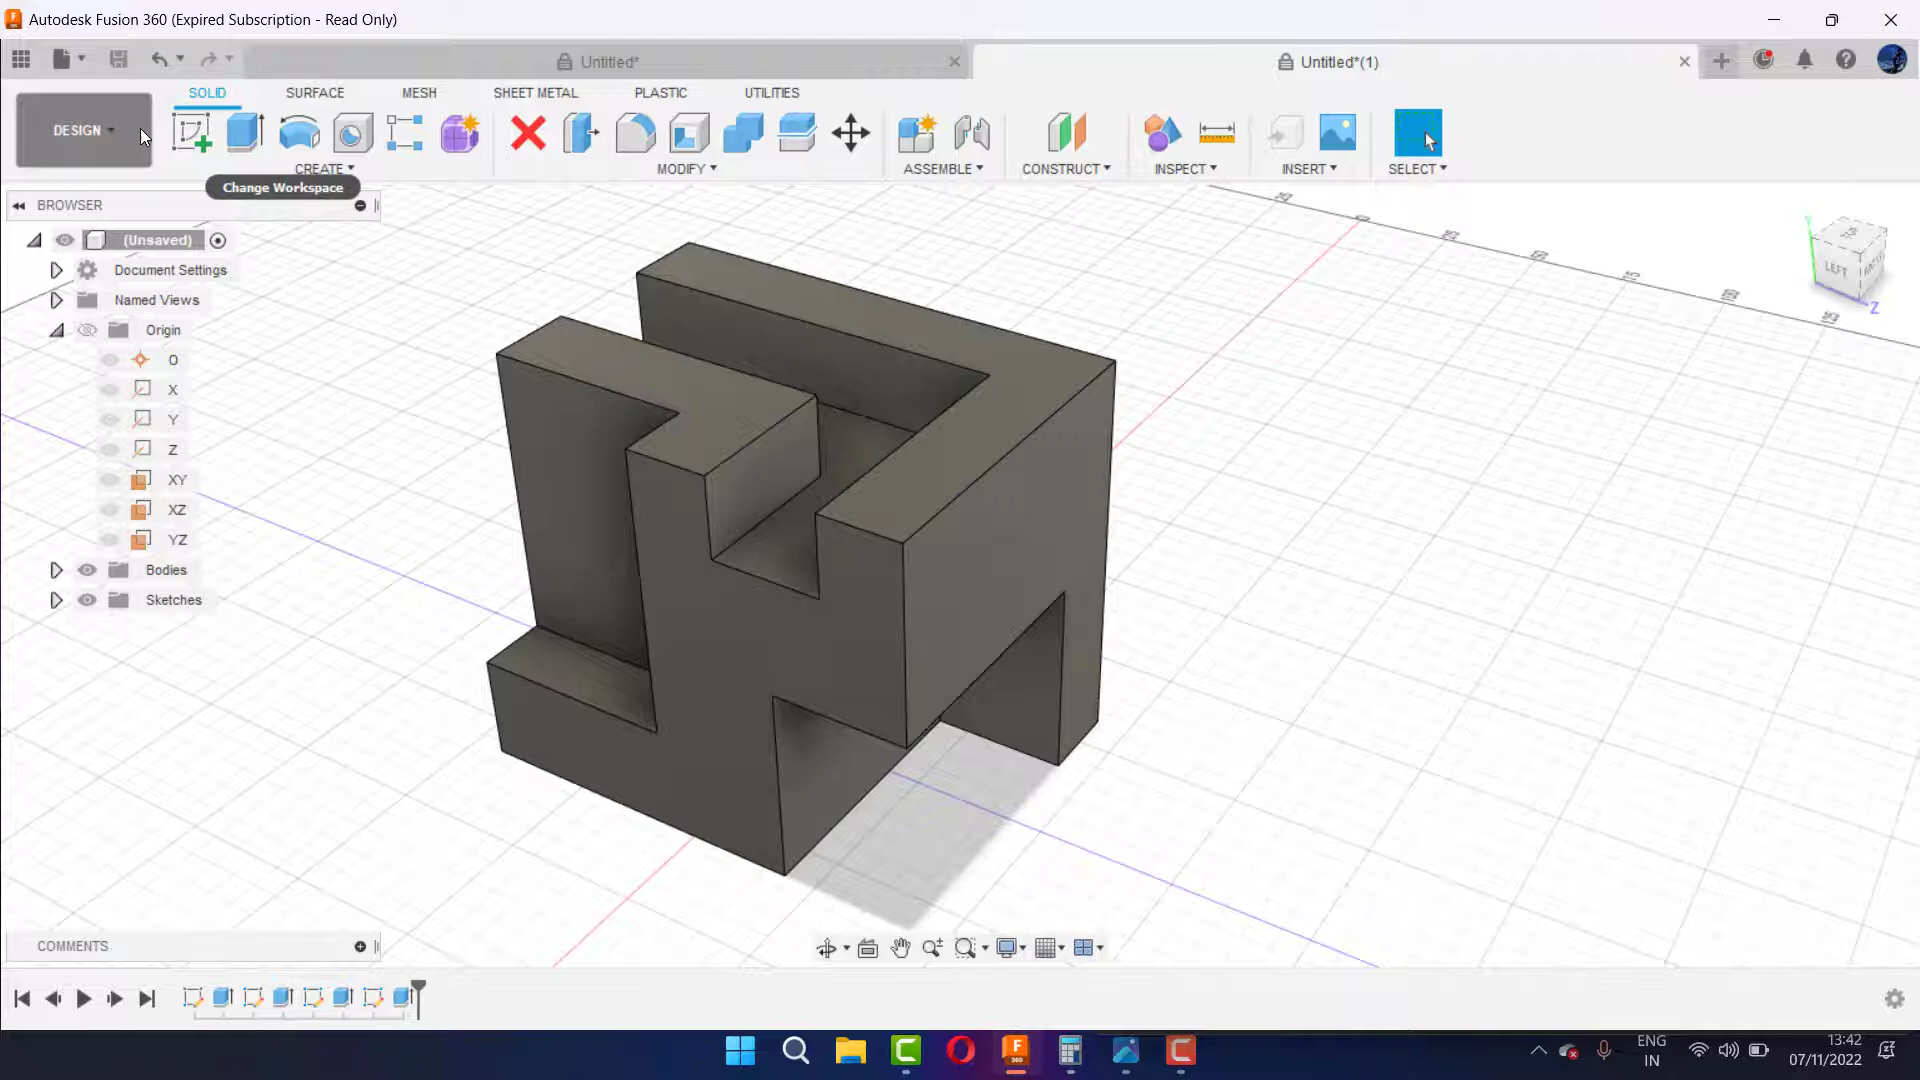 Autodesk Fusion 360 (Expired Subscription - Read Only)
Untitled*
Untitled*(1)
SOLID
SURFACE
MESH
SHEET METAL
PLASTIC
UTILITIES
DESIGN
CREATE
MODIFY
ASSEMBLE
CONSTRUCT
INSPECT
INSERT
SELECT
Change Workspace
BROWSER
(Unsaved)
Document Settings
Named Views
Origin
O
X
Y
Z
XY
XZ
YZ
Bodies
Sketches
LEFT
Z
COMMENTS
F
360
ENG
IN
13:42
07/11/2022